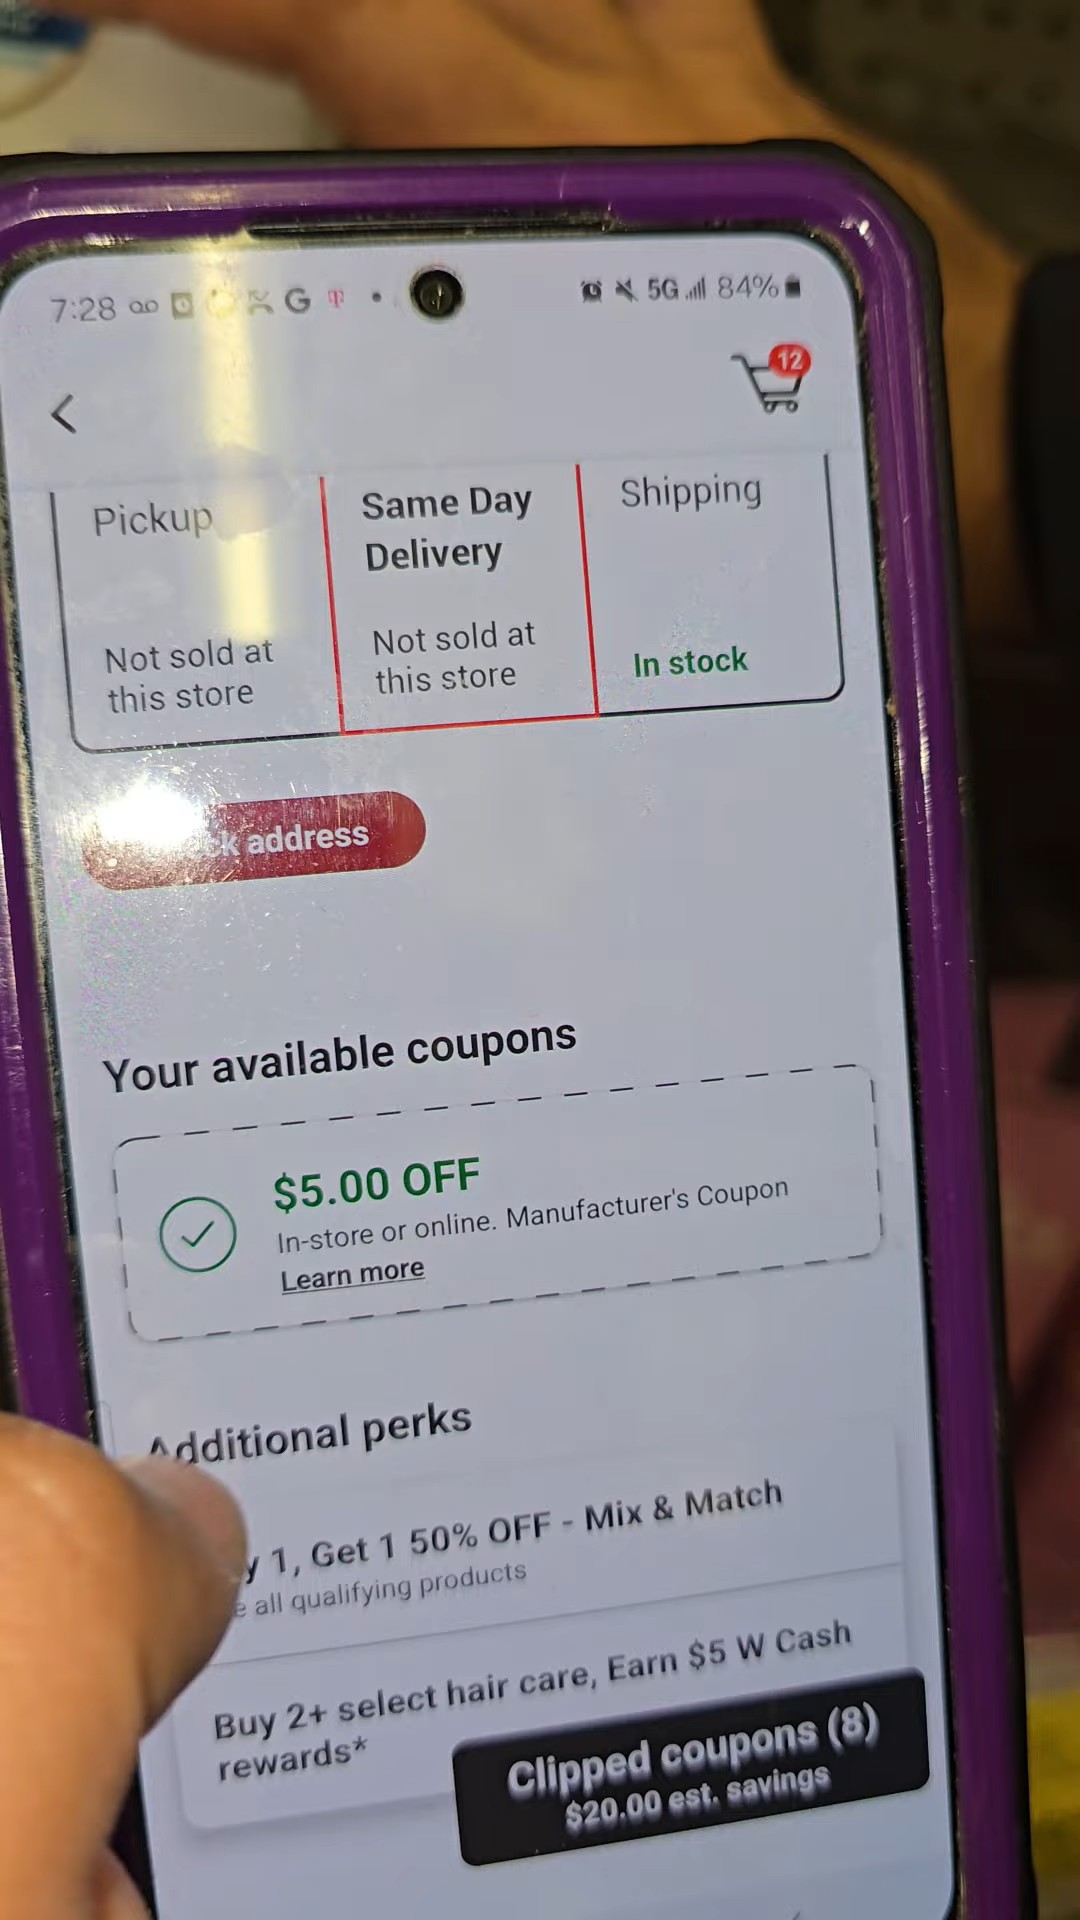 7:28 G T 5G 84%
12
Pickup
Same Day
Delivery
Shipping
Not sold at
this store
Not sold at
this store
In stock
address
Your available coupons
$5.00 OFF
In-store or online. Manufacturer's Coupon
Learn more
Additional perks
1, Get 1 50% OFF - Mix & Match
all qualifying products
Buy 2+ select hair care, Earn $5 W Cash
rewards*
Clipped coupons (8)
$20.00 est. savings